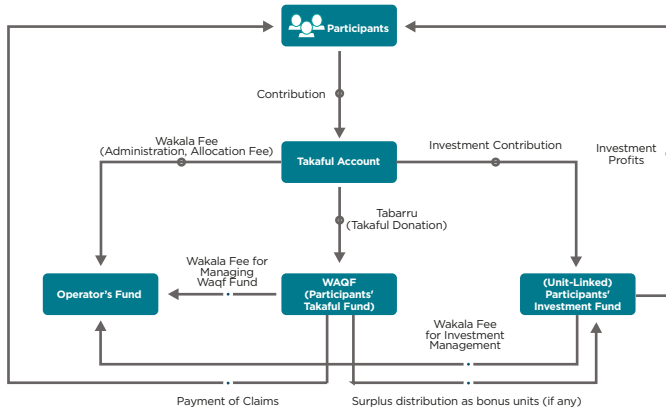 Participants
Contribution
Wakala Fee
(Administration, Allocation Fee)
Takaful Account
Investment Contribution
Investment
Profits
Tabarru
(Takaful Donation)
Wakala Fee for
Managing
Waqf Fund
Operator's Fund
WAQF
(Participants'
Takaful Fund)
(Unit-Linked)
Participants'
Investment Fund
Wakala Fee
for Investment
Management
Payment of Claims
Surplus distribution as bonus units (if any)